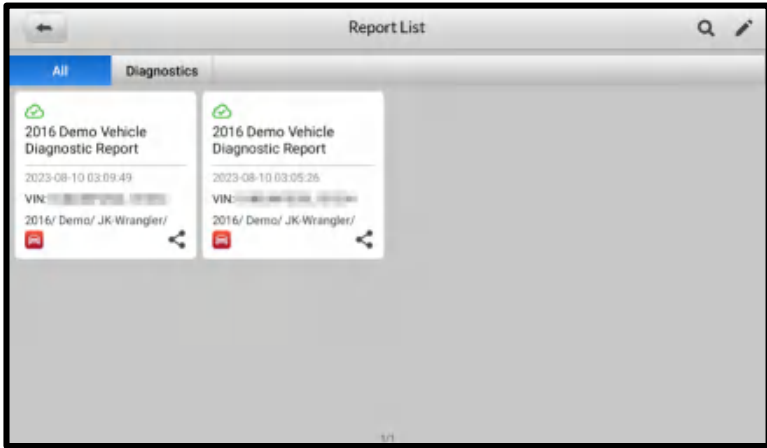 Report List
All Diagnostics
2016 Demo Vehicle
Diagnostic Report
2023-08-10 03:09:49
VIN:
2016/ Demo/ JK-Wrangler/
2016 Demo Vehicle
Diagnostic Report
2023-08-10 03:05:26
VIN:
2016/ Demo/ JK-Wrangler/
1/1